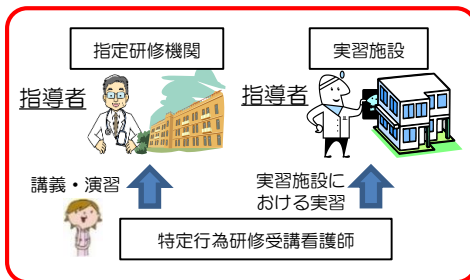 指定研修機関
実習施設
指導者
指導者
講義・演習
実習施設に
おける実習
特定行為研修受講看護師